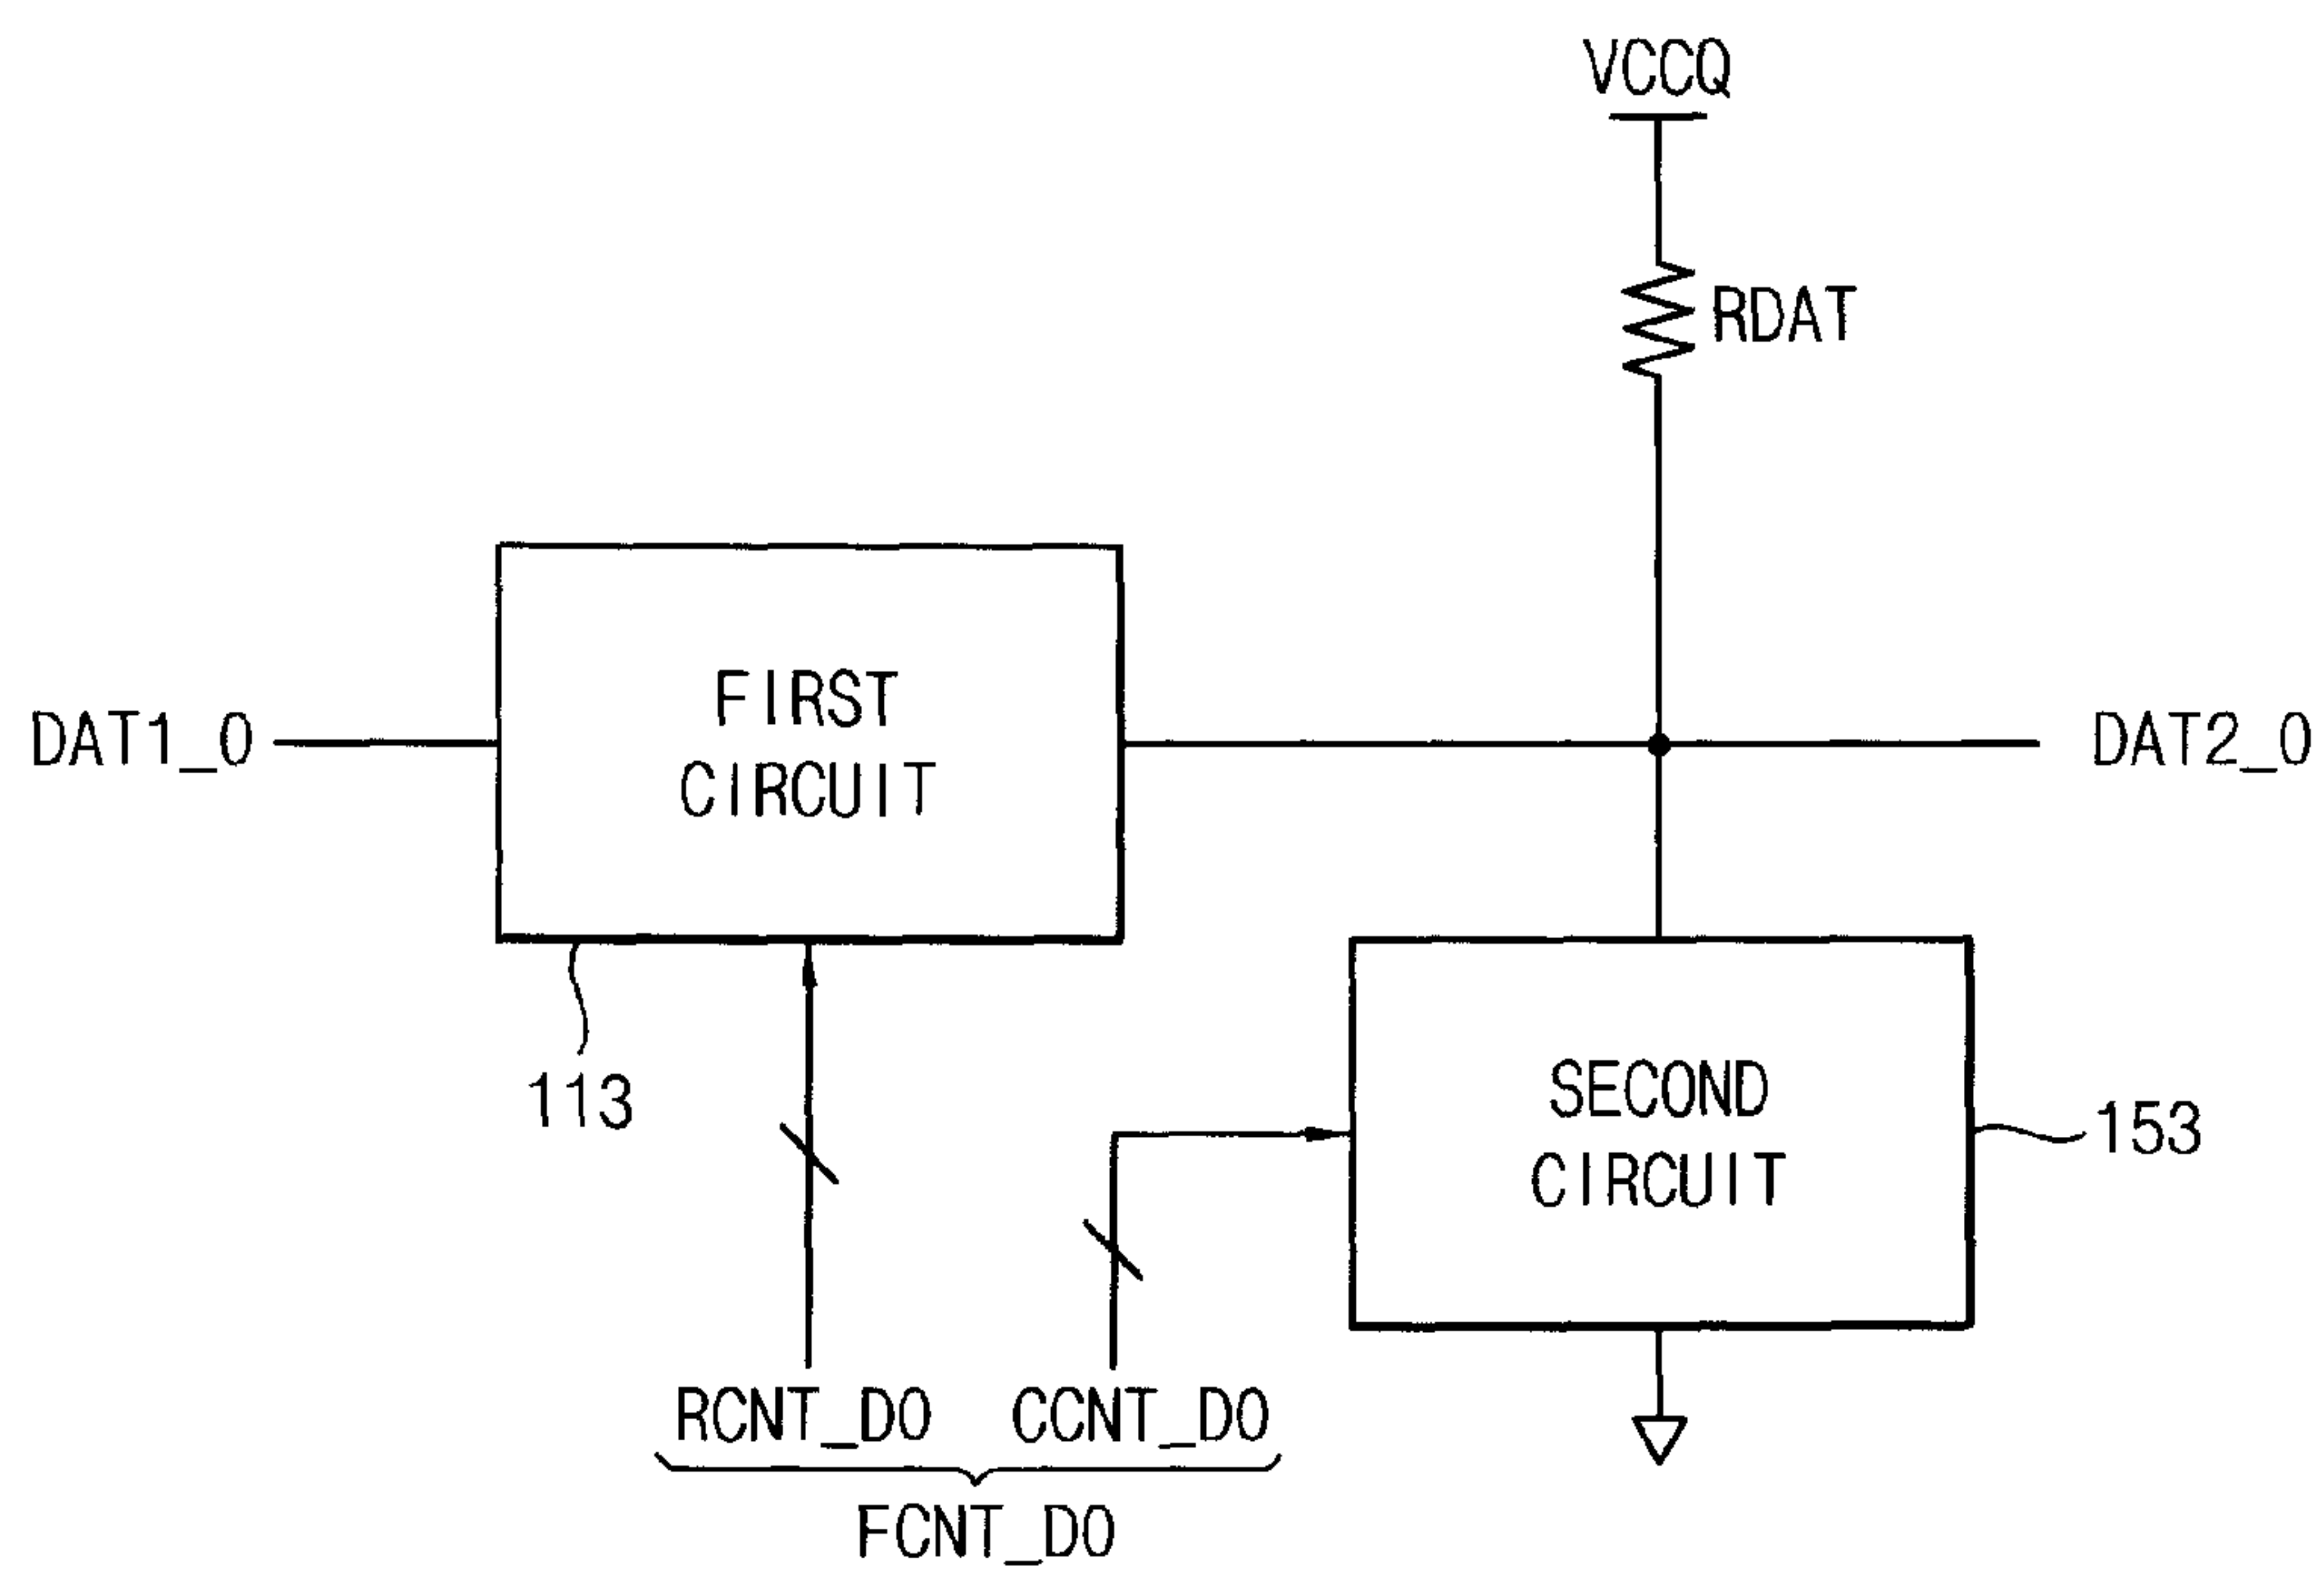 VCCQ
RDAT
DAT1_0
FIRST
CIRCUIT
DAT2_0
113
SECOND
CIRCUIT
153
RCNT_D0
CCNT_D0
FCNT_D0